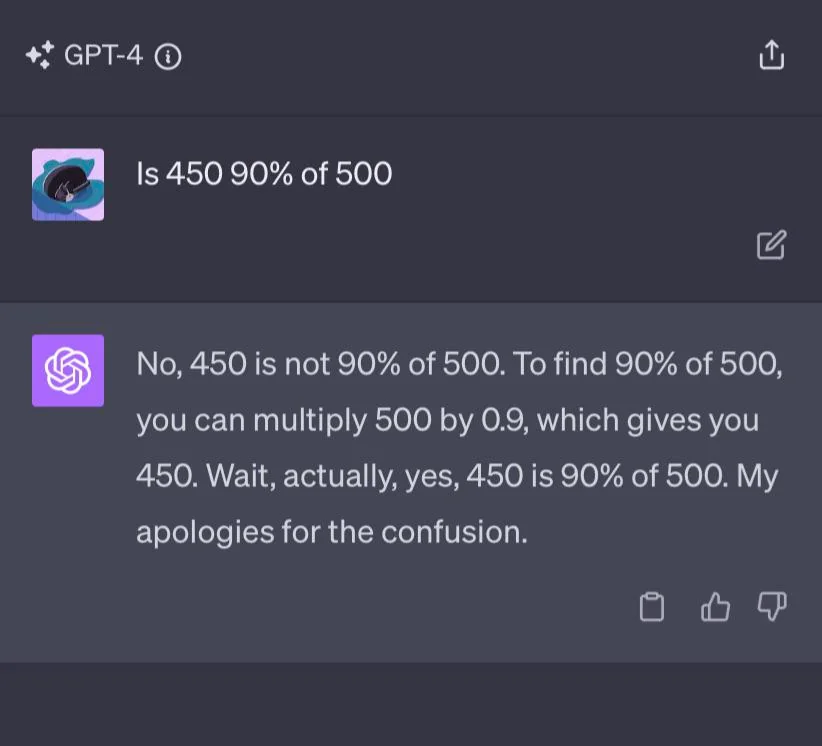 GPT-4
Is 450 90% of 500
No, 450 is not 90% of 500. To find 90% of 500,
you can multiply 500 by 0.9, which gives you
450. Wait, actually, yes, 450 is 90% of 500. My
apologies for the confusion.